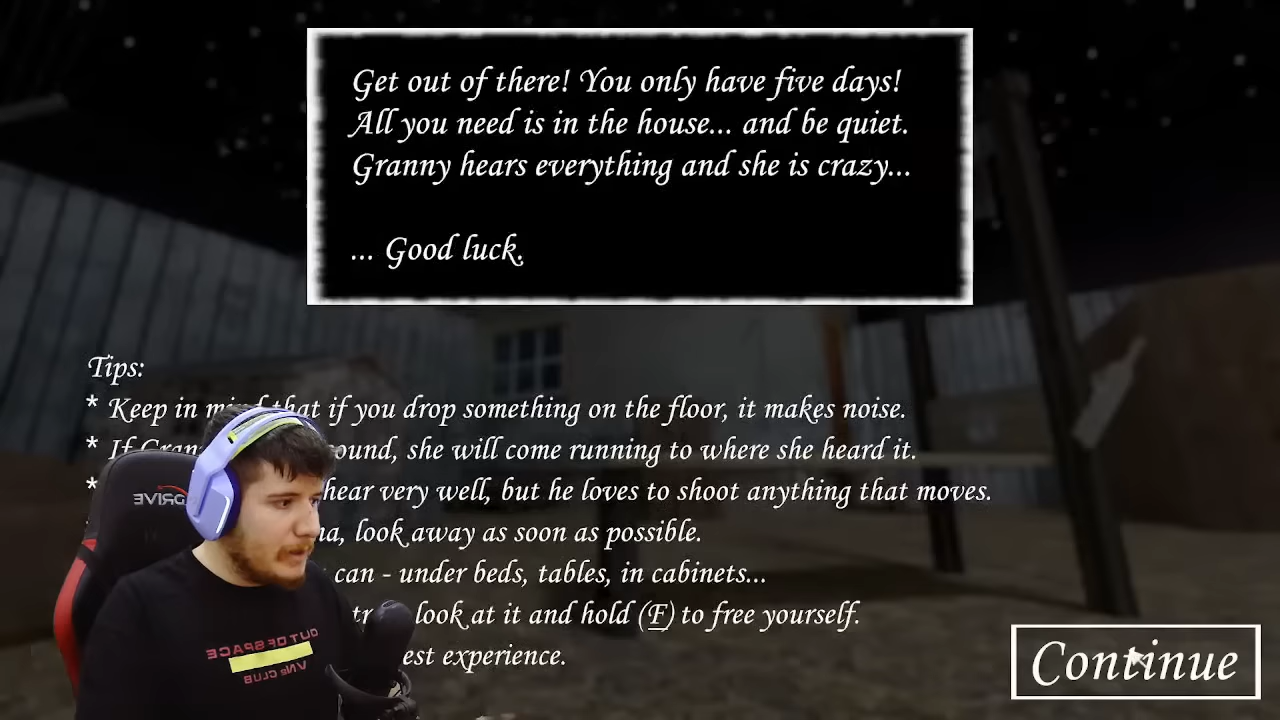 Get out of there! You only have five days!
All you need is in the house... and be quiet.
Granny hears everything and she is crazy...
... Good luck.
Tips:
* Keep in mind that if you drop something on the floor, it makes noise.
* If Gran ound, she will come running to where she heard it.
* hear very well, but he loves to shoot anything that moves.
look away as soon as possible.
can - under beds, tables, in cabinets...
look at it and hold (F) to free yourself.
experience.
Continue
DRIVE
OUT OF SPACE
CLUB